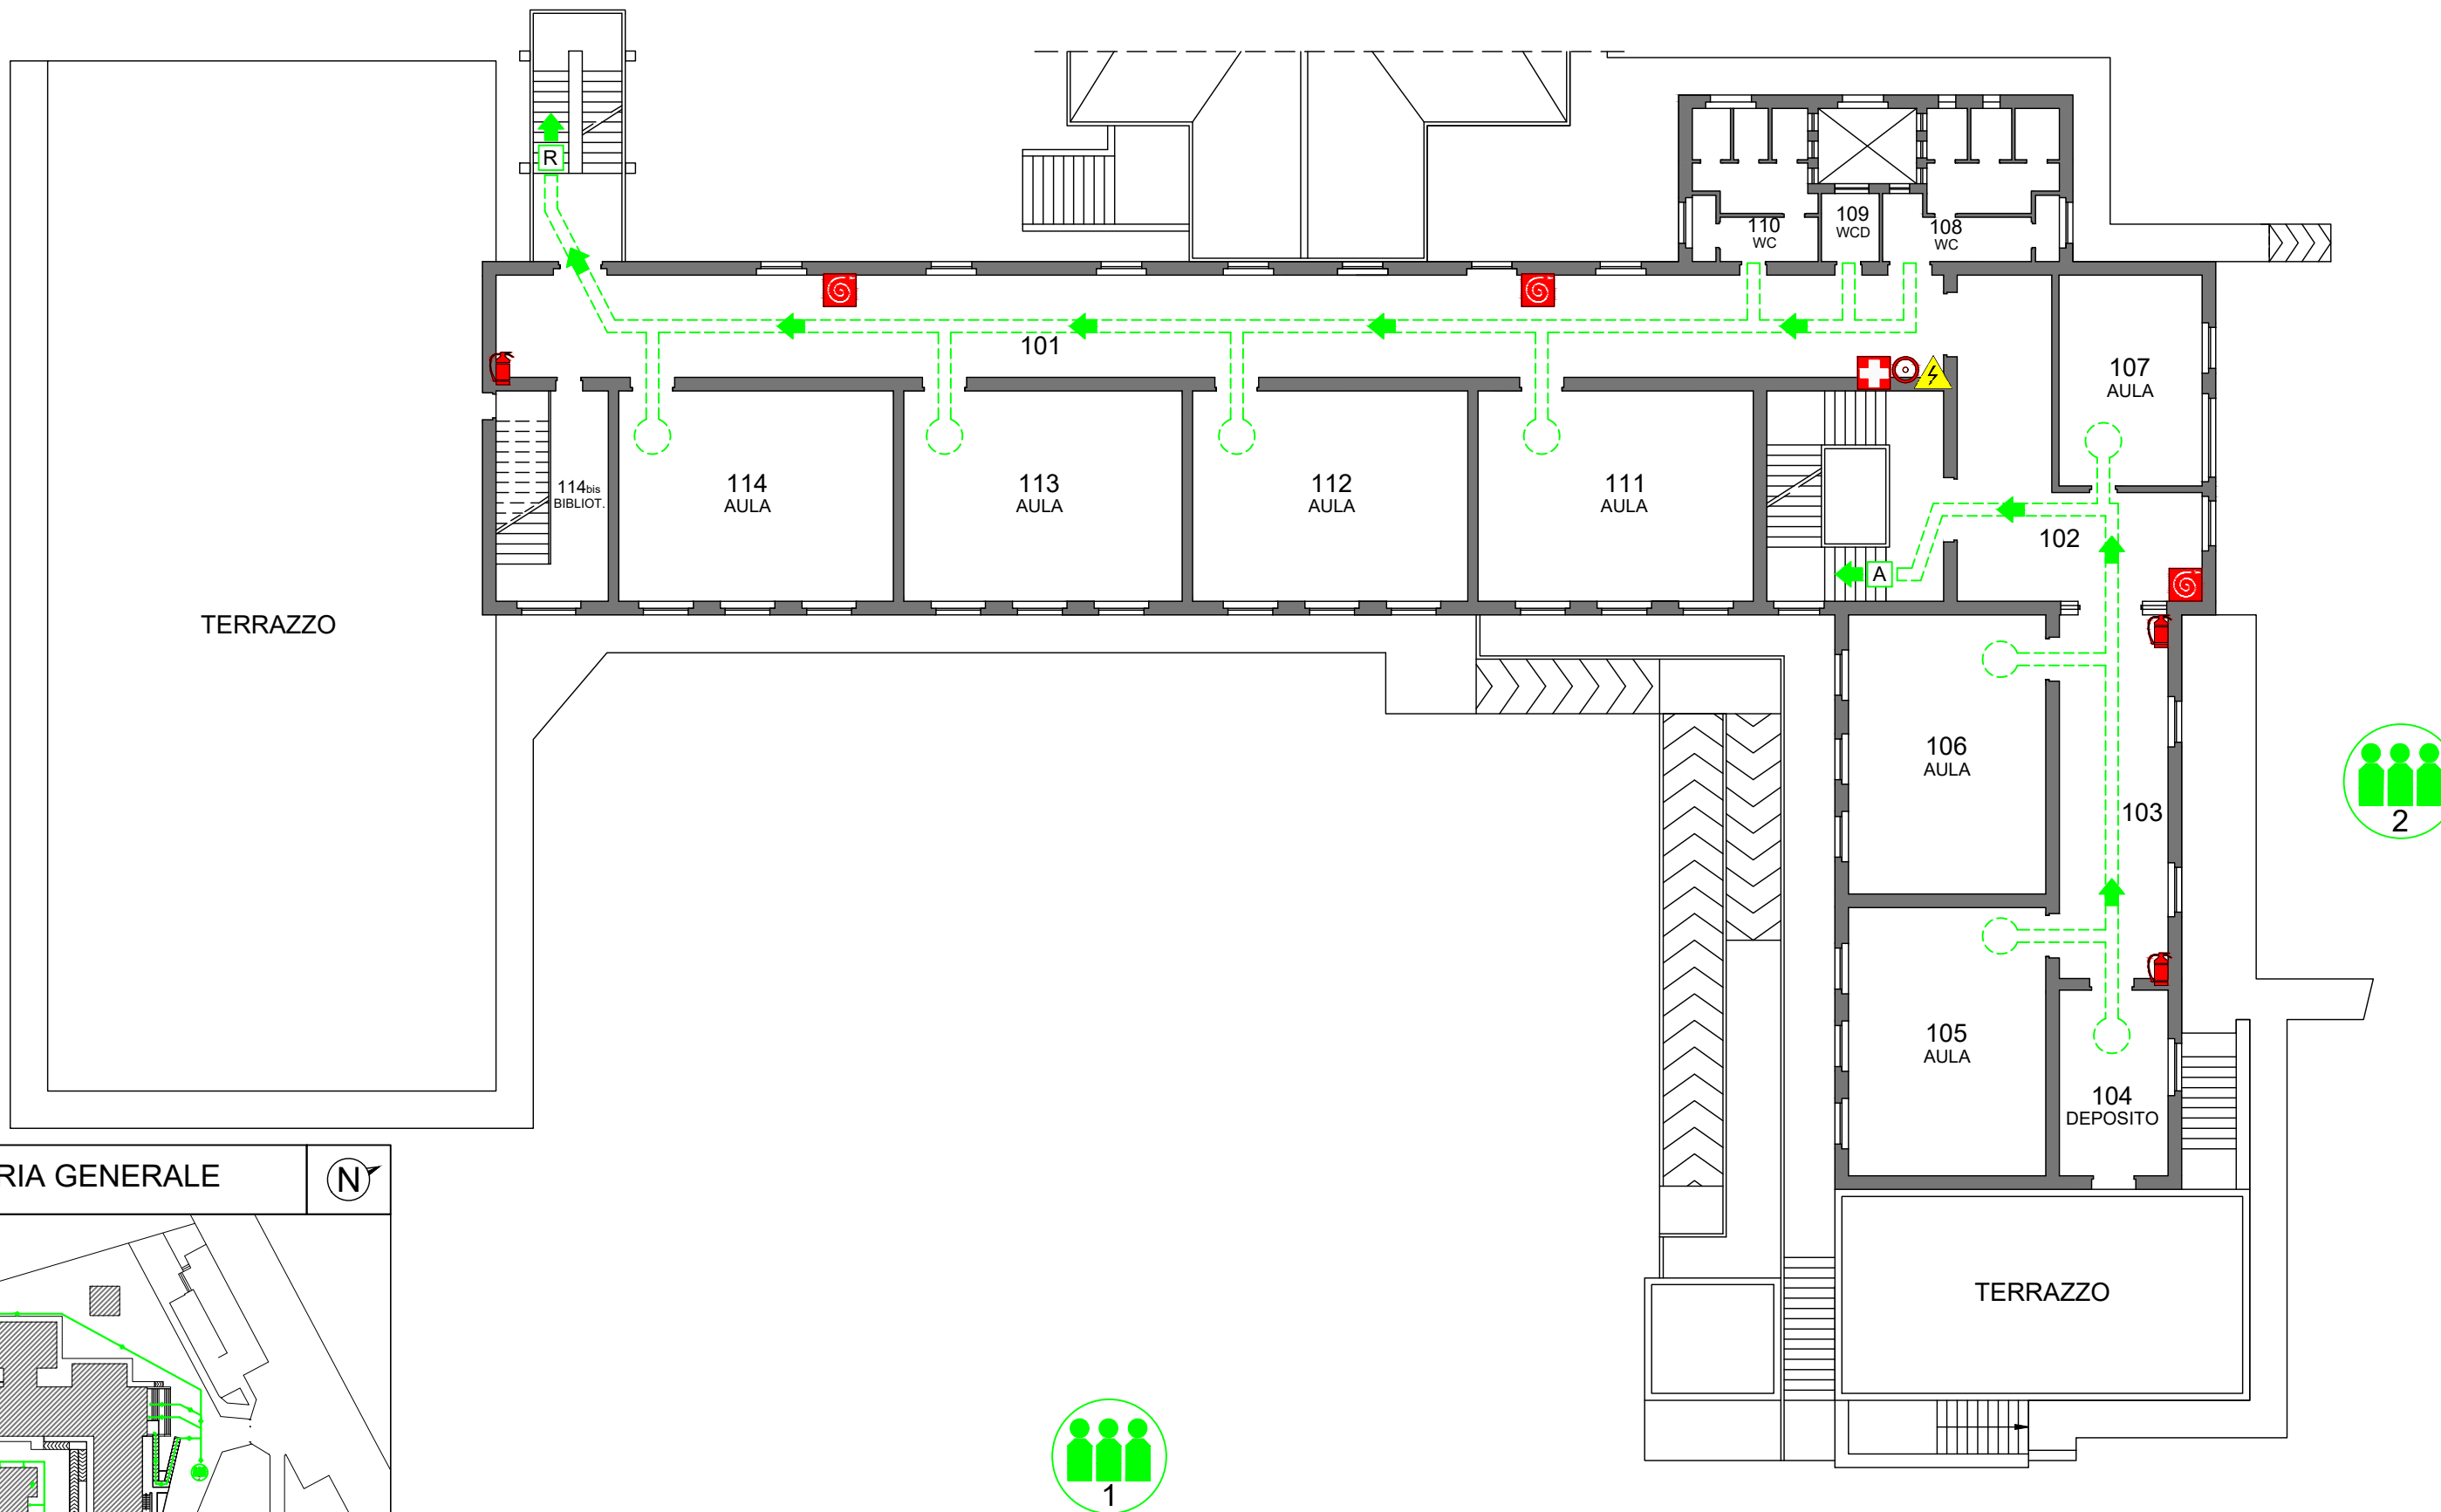 R
110
WC
109
WCD
108
WC
101
107
AULA
114bis
BIBLIOT.
114
AULA
113
AULA
112
AULA
111
AULA
102
A
TERRAZZO
106
AULA
103
2
105
AULA
104
DEPOSITO
RIA GENERALE
N
TERRAZZO
1